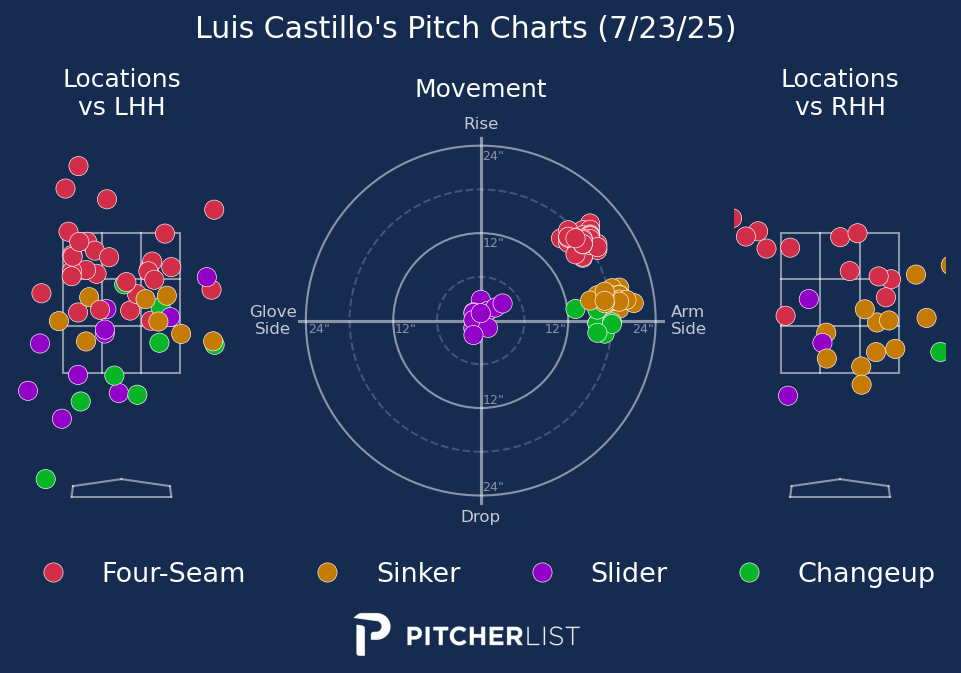 Luis Castillo's Pitch Charts (7/23/25)
Locations
vs LHH
Movement
Locations
vs RHH
Rise
24"
12"
Glove
Side
24"
12"
12"
24"
Arm
Side
12"
24"
Drop
Four-Seam
Sinker
Slider
Changeup
PITCHERLIST